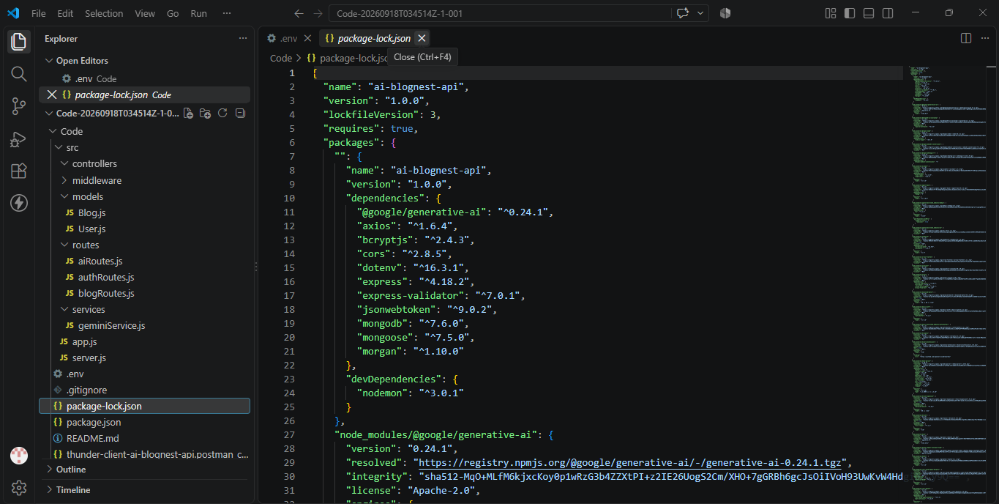 File Edit Selection View Go Run ··· Code-20260918T034514Z-1-001
Explorer ···
Open Editors
.env Code
package-lock.json Code
Code-20260918T034514Z-1-0...
Code
src
controllers
middleware
models
JS Blog.js
JS User.js
routes
JS aiRoutes.js
JS authRoutes.js
JS blogRoutes.js
services
JS geminiService.js
JS app.js
JS server.js
.env
.gitignore
{} package-lock.json
{} package.json
README.md
{} thunder-client-ai-blognest-api.postman_c...
Outline
Timeline
.env {} package-lock.json
Code > {} package-lock.jso
Close (Ctrl+F4)
1 {
2 "name": "ai-blognest-api",
3 "version": "1.0.0",
4 "lockfileVersion": 3,
5 "requires": true,
6 "packages": {
7 "": {
8 "name": "ai-blognest-api",
9 "version": "1.0.0",
10 "dependencies": {
11 "@google/generative-ai": "^0.24.1",
12 "axios": "^1.6.4",
13 "bcryptjs": "^2.4.3",
14 "cors": "^2.8.5",
15 "dotenv": "^16.3.1",
16 "express": "^4.18.2",
17 "express-validator": "^7.0.1",
18 "jsonwebtoken": "^9.0.2",
19 "mongodb": "^7.6.0",
20 "mongoose": "^7.5.0",
21 "morgan": "^1.10.0"
22 },
23 "devDependencies": {
24 "nodemon": "^3.0.1"
25 }
26 },
27 "node_modules/@google/generative-ai": {
28 "version": "0.24.1",
29 "resolved": "https://registry.npmjs.org/@google/generative-ai/-/generative-ai-0.24.1.tgz",
30 "integrity": "sha512-MqO+MLfM6kjxcKoy0p1wRzG3b4ZZXtPI+z2IE26UogS2Cm/XHO+7gGRBh6gcJsOiIVoH93UwKvW4Hd
31 "license": "Apache-2.0",